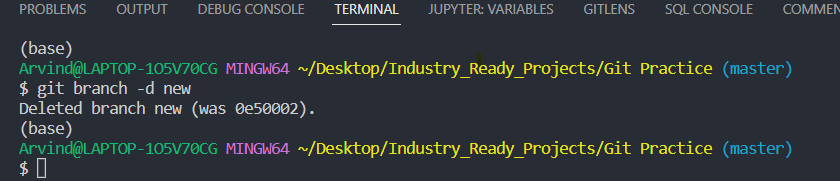 PROBLEMS OUTPUT DEBUG CONSOLE TERMINAL JUPYTER: VARIABLES GITLENS SQL CONSOLE COMMEN
(base)
Arvind@LAPTOP-1O5V70CG MINGW64 ~/Desktop/Industry_Ready_Projects/Git Practice (master)
$ git branch -d new
Deleted branch new (was 0e50002).
(base)
Arvind@LAPTOP-1O5V70CG MINGW64 ~/Desktop/Industry_Ready_Projects/Git Practice (master)
$